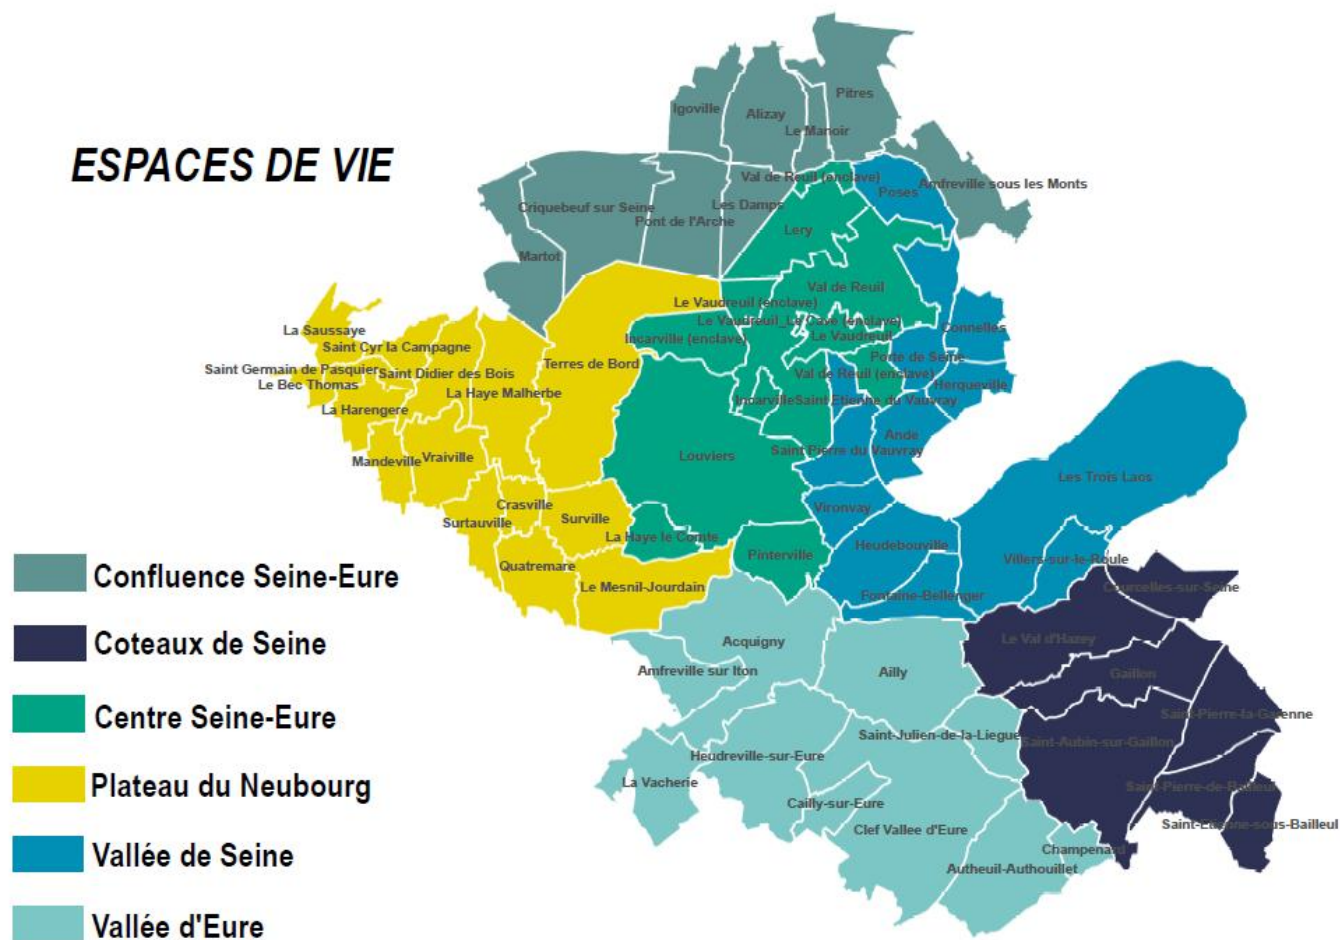 ESPACES DE VIE
Igoville
Alizay
Le Manoir
Pitres
Val de Reuil (enclave)
Poses
Amfreville sous les Monts
Criquebeuf sur Seine
Pont de l'Arche
Les Damps
Lery
Martot
Val de Reuil
Le Vaudreuil (enclave)
Le Vaudreuil_Le Cave (enclave)
Le Vaudreuil
Connelles
La Saussaye
Saint Cyr la Campagne
Incarville (enclave)
Porte de Seine
Saint Germain de Pasquier
Saint Didier des Bois
Terres de Bord
Val de Reuil (enclave)
Le Bec Thomas
La Haye Malherbe
Herqueville
La Harengere
Incarville
Saint Etienne du Vauvray
Ande
Mandeville
Vraiville
Louviers
Saint Pierre du Vauvray
Les Trois Lacs
Crasville
Surtauville
Surville
Vironvay
La Haye le Comte
Heudebouville
Pinterville
Villers-sur-le-Roule
Quatremare
Le Mesnil-Jourdain
Fontaine-Bellenger
Courcelles-sur-Seine
Acquigny
Le Val d'Hazey
Amfreville sur Iton
Ailly
Gaillon
Saint-Pierre-la-Garenne
Saint-Julien-de-la-Liegue
Saint-Aubin-sur-Gaillon
Heudreville-sur-Eure
La Vacherie
Saint-Pierre-de-Bailleul
Cailly-sur-Eure
Clef Vallee d'Eure
Saint-Etienne-sous-Bailleul
Champenard
Autheuil-Authouillet
Confluence Seine-Eure
Coteaux de Seine
Centre Seine-Eure
Plateau du Neubourg
Vallée de Seine
Vallée d'Eure